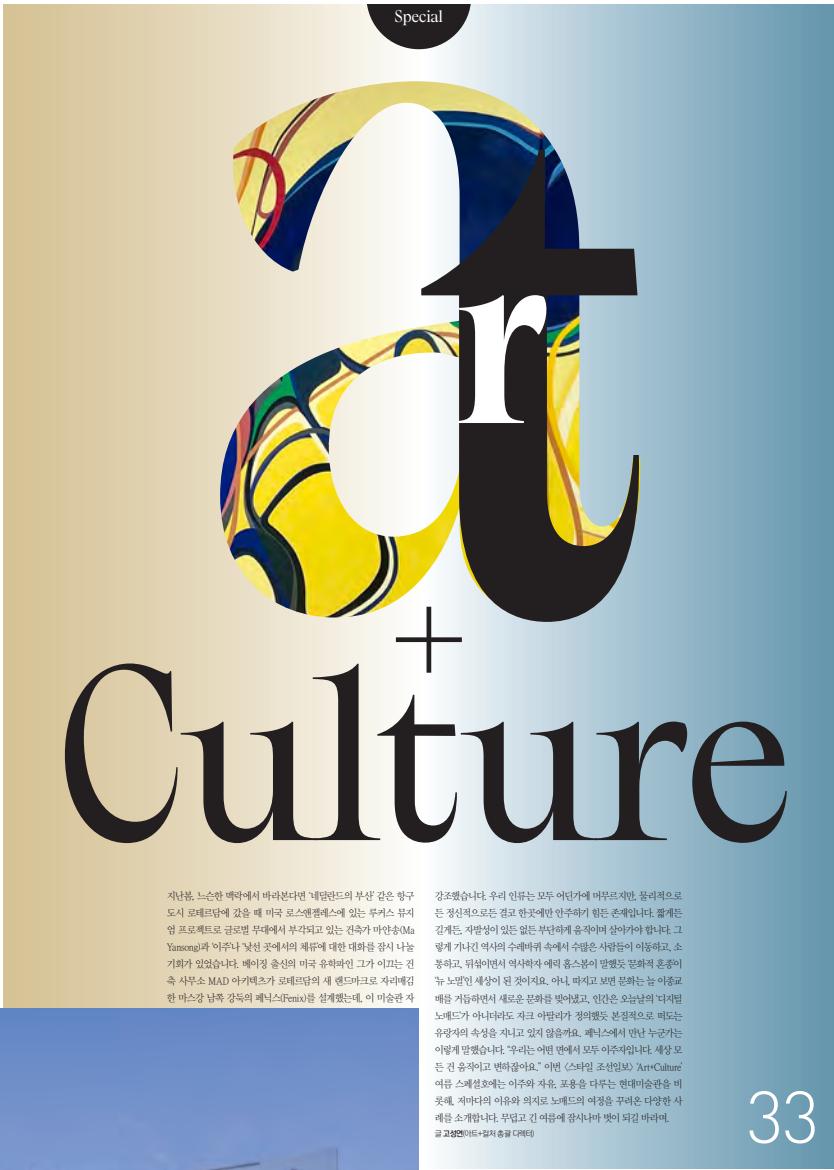 Special
art
+
Culture
지난봄, 느슨한 맥락에서 바라본다면 '네덜란드의 부산' 같은 항구
도시 로테르담에 갔을 때 미국 로스앤젤레스에 있는 루커스 뮤지
엄 프로젝트로 글로벌 무대에서 부각되고 있는 건축가 마얀송(Ma
Yansong)과 '이주'나 '낯선 곳에서의 체류'에 대한 대화를 잠시 나눌
기회가 있었습니다. 베이징 출신의 미국 유학파인 그가 이끄는 건
축 사무소 MAD 아키텍츠가 로테르담의 새 랜드마크로 자리매김
한 마스강 남쪽 강둑의 페닉스(Fenix)를 설계했는데, 이 미술관 자
강조했습니다. 우리 인류는 모두 어딘가에 머무르지만, 물리적으로
든 정신적으로든 결코 한곳에만 안주하기 힘든 존재입니다. 짧게든
길게든, 자발성이 있든 없든 부단하게 움직이며 살아가야 합니다. 그
렇게 기나긴 역사의 수레바퀴 속에서 수많은 사람들이 이동하고, 소
통하고, 뒤섞이면서 역사학자 에릭 홉스봄이 말했듯 '문화적 혼종이
'뉴 노멀'인 세상이 된 것이지요. 아니, 따지고 보면 문화는 늘 이종교
배를 거듭하면서 새로운 문화를 빚어냈고, 인간은 오늘날의 '디지털
노매드'가 아니더라도 자크 아탈리가 정의했듯 본질적으로 떠도는
유랑자의 속성을 지니고 있지 않을까요. 페닉스에서 만난 누군가는
이렇게 말했습니다. "우리는 어떤 면에서 모두 이주자입니다. 세상 모
든 건 움직이고 변하잖아요." 이번 <스타일 조선일보> 'Art+Culture'
여름 스페셜호에는 이주와 자유, 포용을 다루는 현대미술관을 비
롯해, 저마다의 이유와 의지로 노매드의 여정을 꾸려온 다양한 사
례를 소개합니다. 무덥고 긴 여름에 잠시나마 벗이 되길 바라며.
글 고성연(아트+컬처 총괄 디렉터)
33